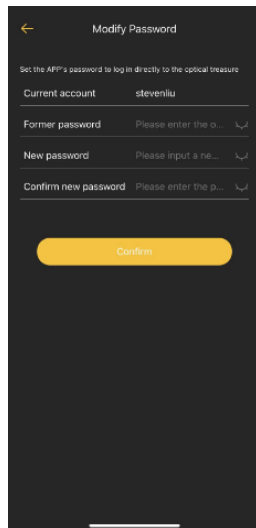 Modify Password
Set the APP's password to log in directly to the optical treasure
Current account stevenliu
Former password Please enter the o...
New password Please input a ne...
Confirm new password Please enter the p...
Confirm